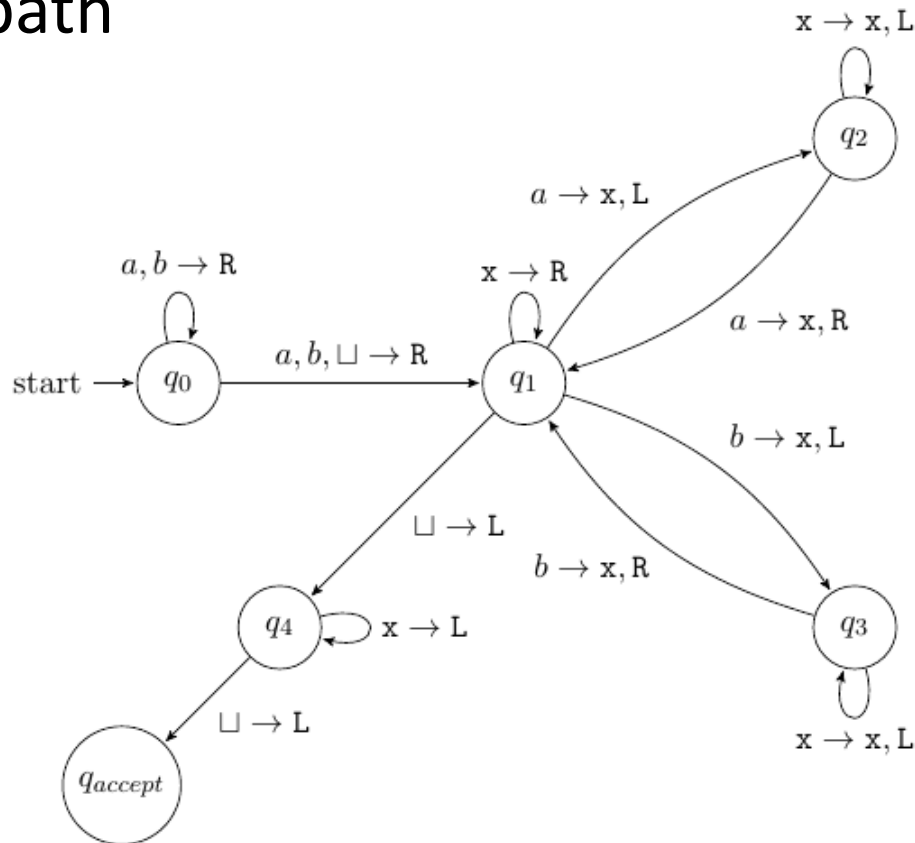 path
x → x, L
q2
a → x, L
a, b → R
x → R
a → x, R
a, b, ⊔ → R
start
q0
q1
b → x, L
⊔ → L
b → x, R
q4
x → L
q3
⊔ → L
x → x, L
qaccept